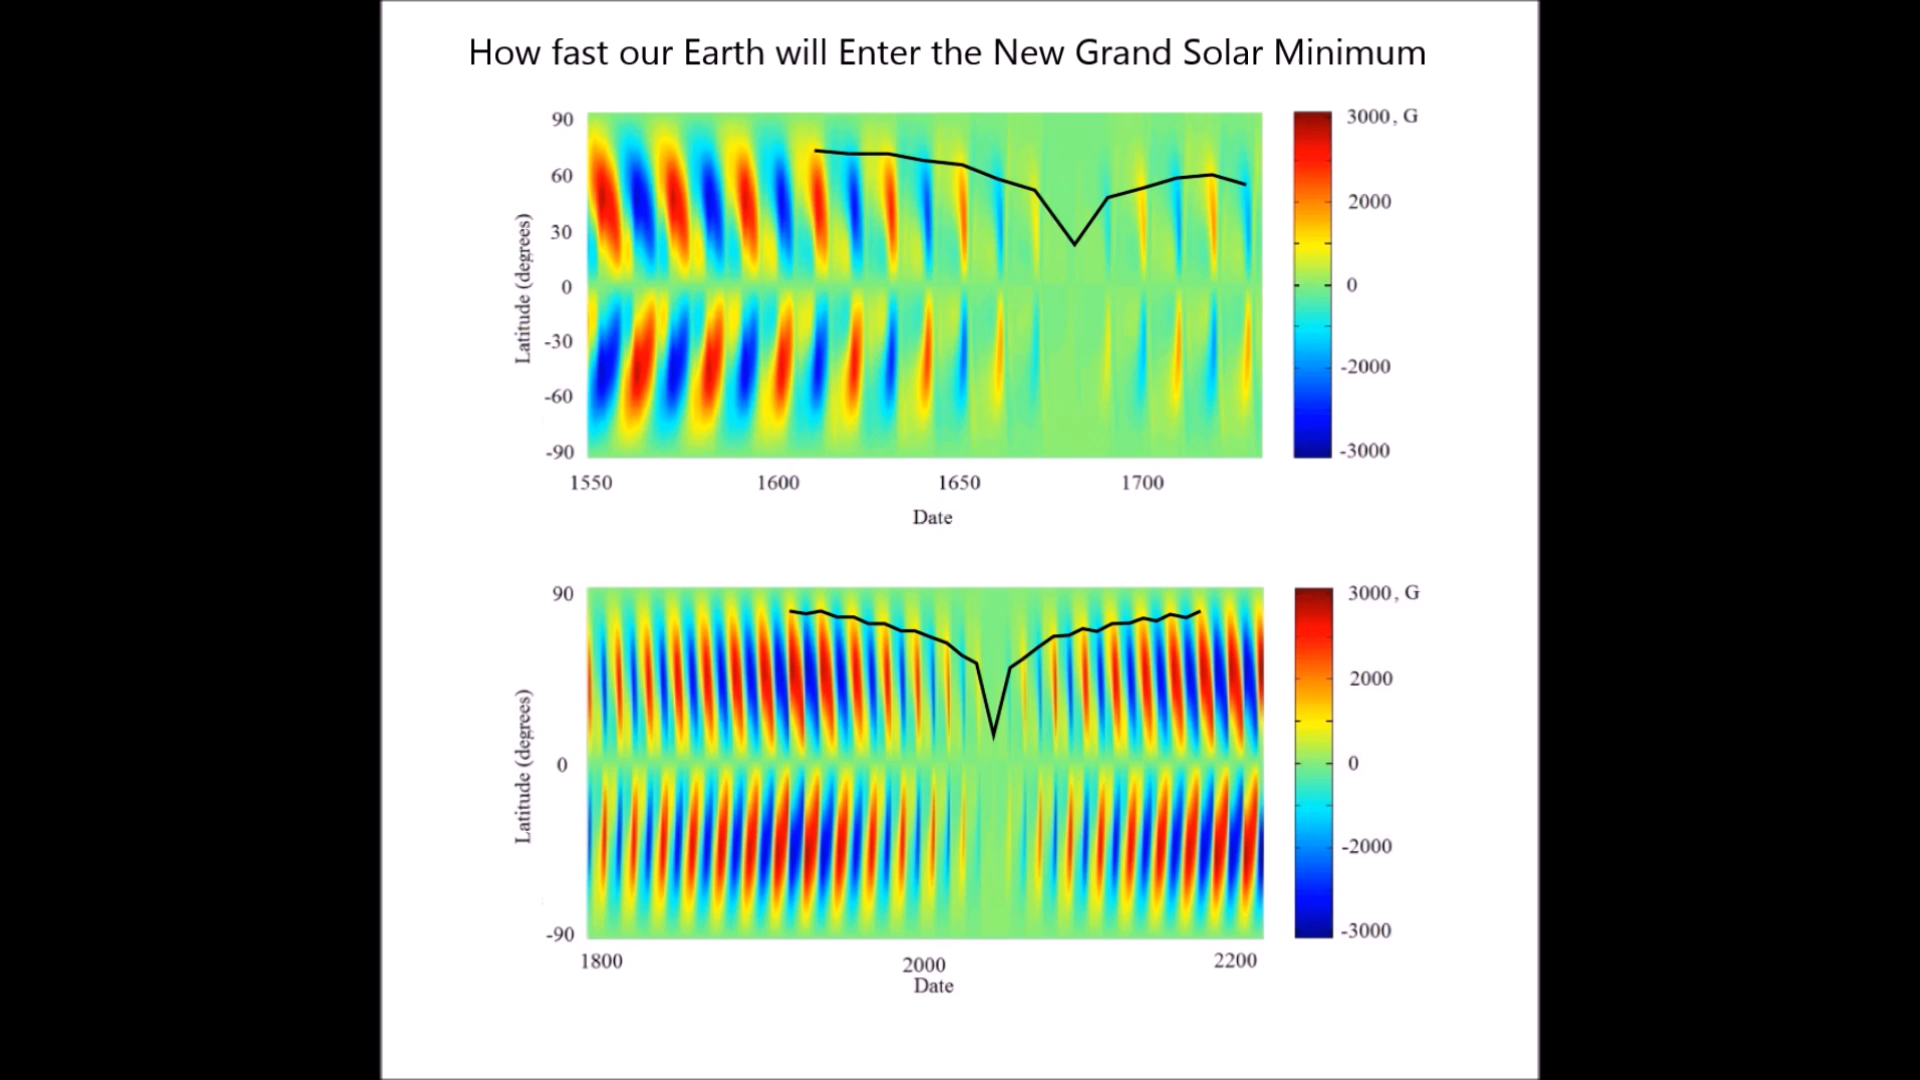 How fast our Earth will Enter the New Grand Solar Minimum
90
60
30
0
-30
-60
-90
Latitude (degrees)
1550 1600 1650 1700
Date
3000, G
2000
0
-2000
-3000
90
0
-90
Latitude (degrees)
1800 2000 2200
Date
3000, G
2000
0
-2000
-3000